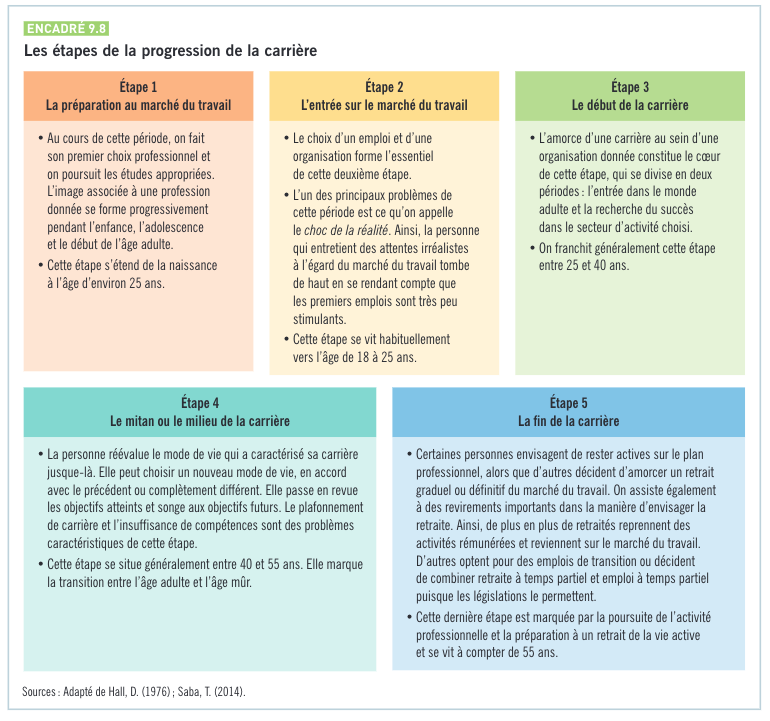 ENCADRÉ 9.8
Les étapes de la progression de la carrière
Étape 1
La préparation au marché du travail
• Au cours de cette période, on fait
son premier choix professionnel et
on poursuit les études appropriées.
L’image associée à une profession
donnée se forme progressivement
pendant l’enfance, l’adolescence
et le début de l’âge adulte.
• Cette étape s’étend de la naissance
à l’âge d’environ 25 ans.
Étape 2
L’entrée sur le marché du travail
• Le choix d’un emploi et d’une
organisation forme l’essentiel
de cette deuxième étape.
• L’un des principaux problèmes de
cette période est ce qu’on appelle
le choc de la réalité. Ainsi, la personne
qui entretient des attentes irréalistes
à l’égard du marché du travail tombe
de haut en se rendant compte que
les premiers emplois sont très peu
stimulants.
• Cette étape se vit habituellement
vers l’âge de 18 à 25 ans.
Étape 3
Le début de la carrière
• L’amorce d’une carrière au sein d’une
organisation donnée constitue le cœur
de cette étape, qui se divise en deux
périodes : l’entrée dans le monde
adulte et la recherche du succès
dans le secteur d’activité choisi.
• On franchit généralement cette étape
entre 25 et 40 ans.
Étape 4
Le mitan ou le milieu de la carrière
• La personne réévalue le mode de vie qui a caractérisé sa carrière
jusque-là. Elle peut choisir un nouveau mode de vie, en accord
avec le précédent ou complètement différent. Elle passe en revue
les objectifs atteints et songe aux objectifs futurs. Le plafonnement
de carrière et l’insuffisance de compétences sont des problèmes
caractéristiques de cette étape.
• Cette étape se situe généralement entre 40 et 55 ans. Elle marque
la transition entre l’âge adulte et l’âge mûr.
Étape 5
La fin de la carrière
• Certaines personnes envisagent de rester actives sur le plan
professionnel, alors que d’autres décident d’amorcer un retrait
graduel ou définitif du marché du travail. On assiste également
à des revirements importants dans la manière d’envisager la
retraite. Ainsi, de plus en plus de retraités reprennent des
activités rémunérées et reviennent sur le marché du travail.
D’autres optent pour des emplois de transition ou décident
de combiner retraite à temps partiel et emploi à temps partiel
puisque les législations le permettent.
• Cette dernière étape est marquée par la poursuite de l’activité
professionnelle et la préparation à un retrait de la vie active
et se vit à compter de 55 ans.
Sources : Adapté de Hall, D. (1976) ; Saba, T. (2014).